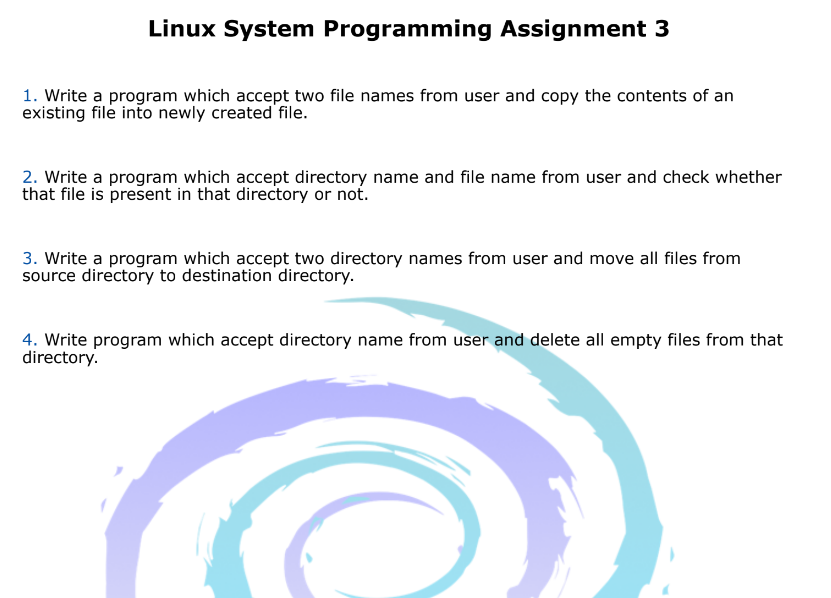 Linux System Programming Assignment 3
1. Write a program which accept two file names from user and copy the contents of an
existing file into newly created file.
2. Write a program which accept directory name and file name from user and check whether
that file is present in that directory or not.
3. Write a program which accept two directory names from user and move all files from
source directory to destination directory.
4. Write program which accept directory name from user and delete all empty files from that
directory.